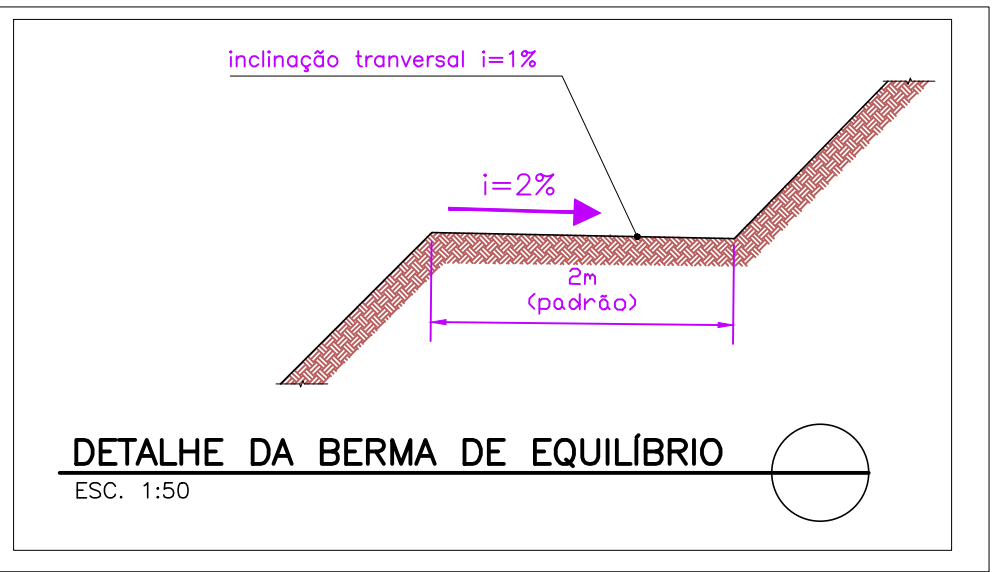 inclinação tranversal i=1%
i=2%
2m
(padrão)
DETALHE DA BERMA DE EQUILÍBRIO
ESC. 1:50